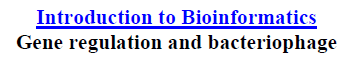 Introduction to Bioinformatics
Gene regulation and bacteriophage